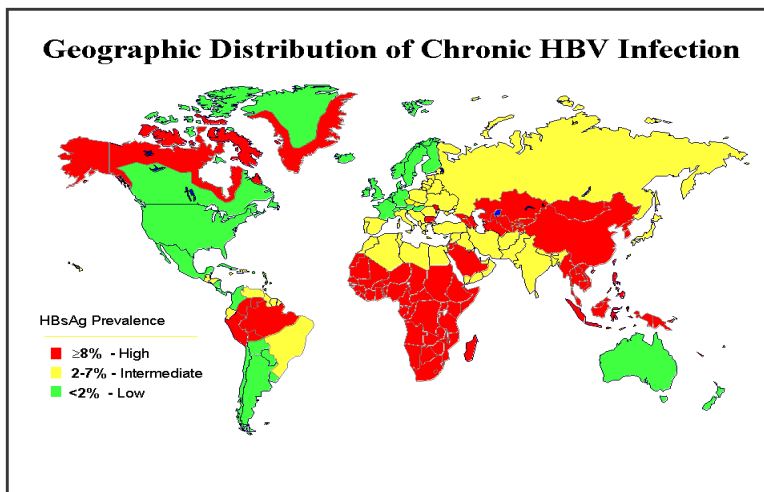 Geographic Distribution of Chronic HBV Infection
HBsAg Prevalence
≥8% - High
2-7% - Intermediate
<2% - Low